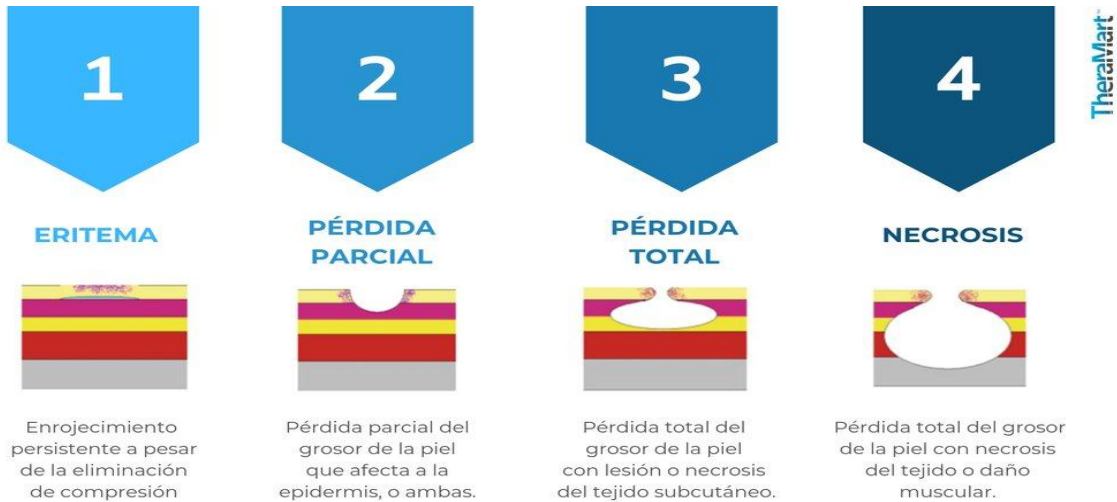 1
ERITEMA
Enrojecimiento
persistente a pesar
de la eliminación
de compresión
2
PÉRDIDA
PARCIAL
Pérdida parcial del
grosor de la piel
que afecta a la
epidermis, o ambas.
3
PÉRDIDA
TOTAL
Pérdida total del
grosor de la piel
con lesión o necrosis
del tejido subcutáneo.
4
NECROSIS
Pérdida total del grosor
de la piel con necrosis
del tejido o daño
muscular.
TheraMart™